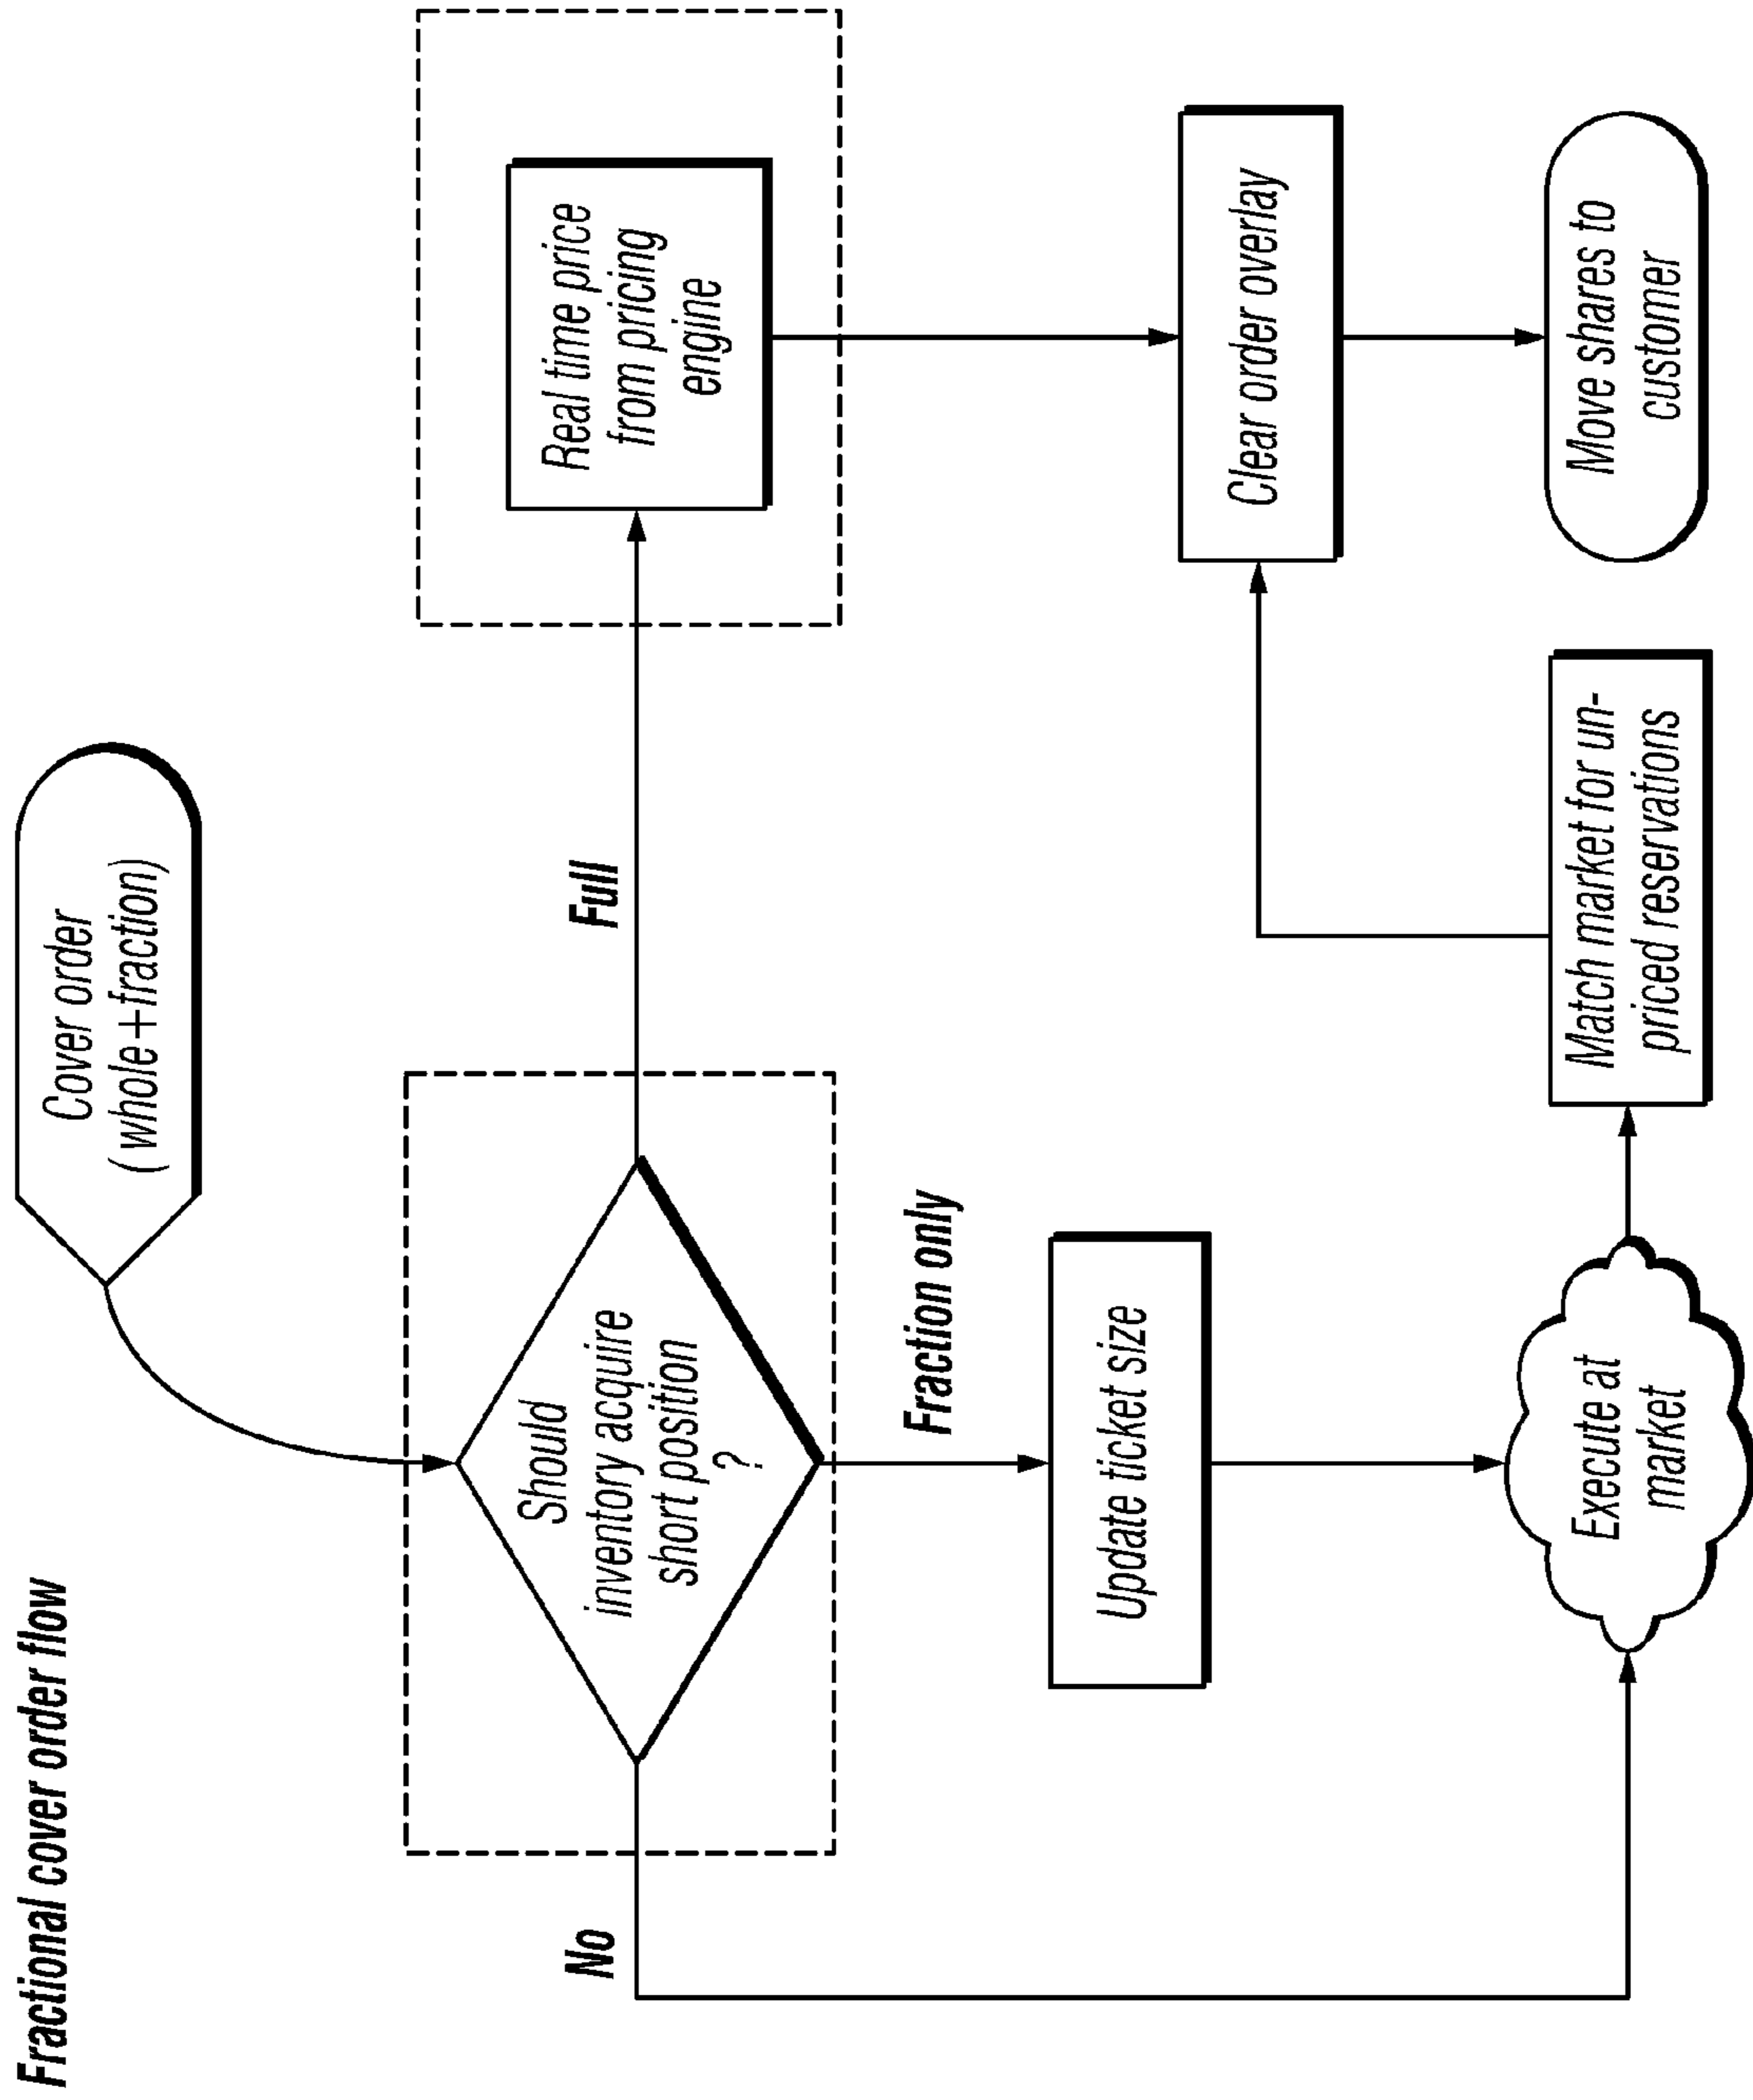 Fractional cover order flow
Cover order
(whole+fraction)
Should
inventory acquire
short position
?
No
Full
Fraction only
Real time price
from pricing
engine
Update ticket size
Clear order overlay
Execute at
market
Match market for un-
priced reservations
Move shares to
customer